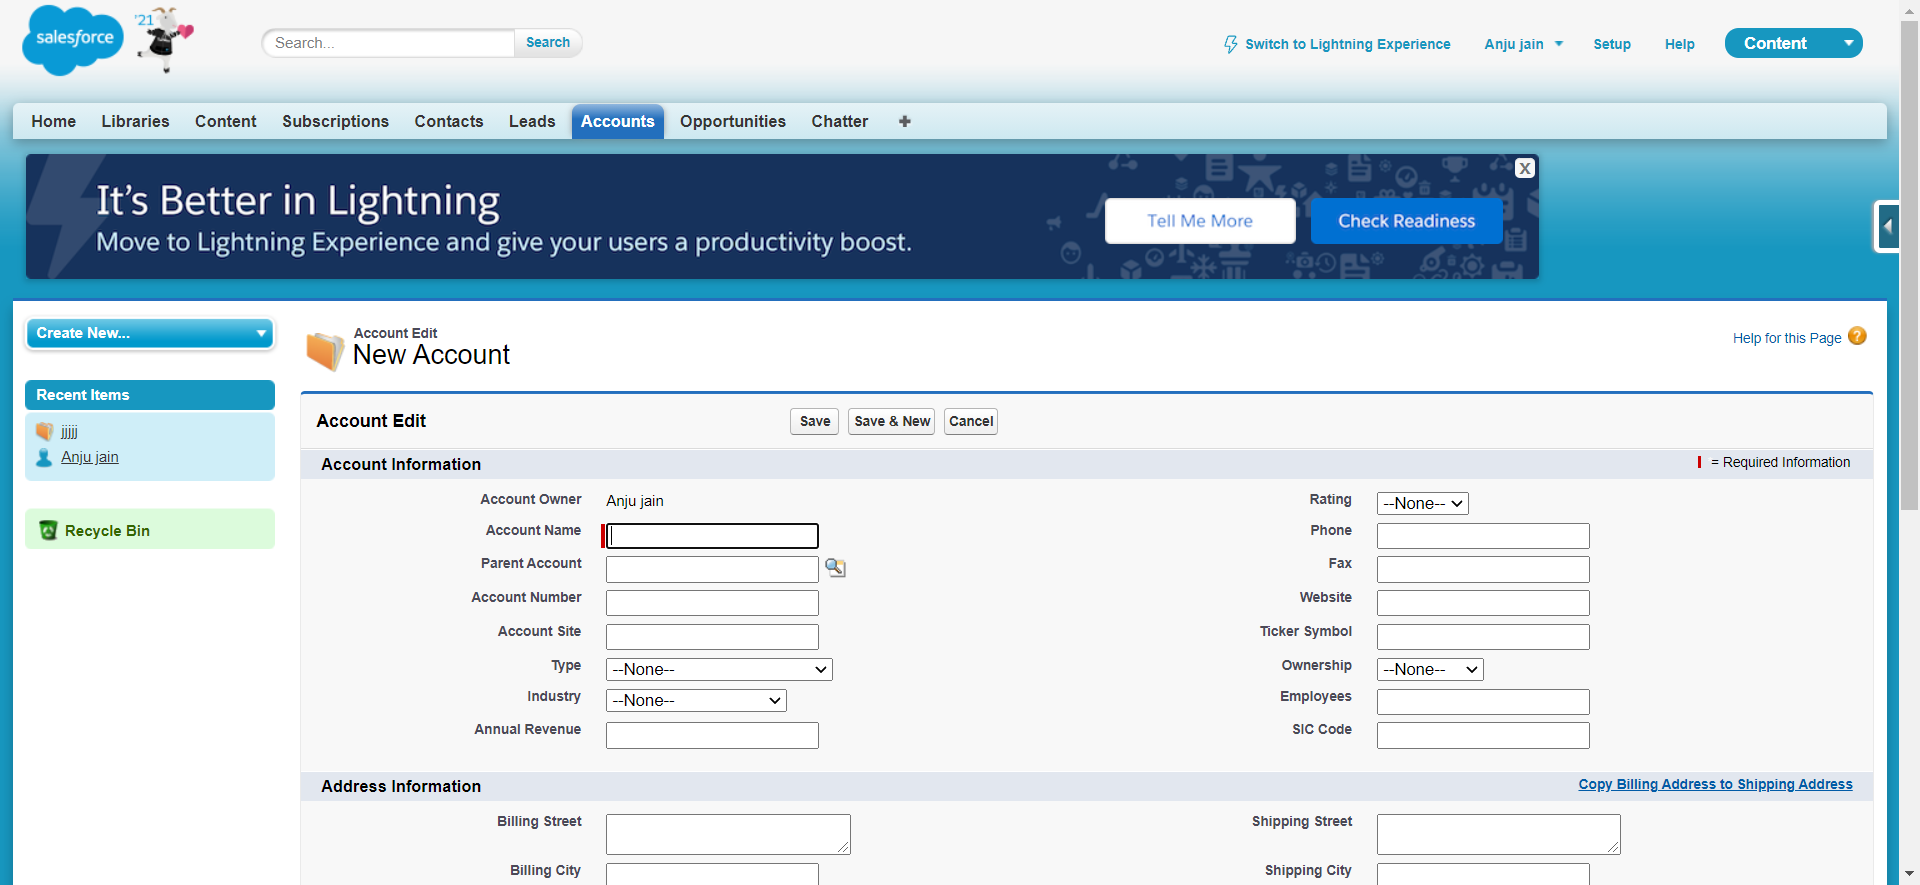 salesforce
'21
Search...
Search
Switch to Lightning Experience
Anju jain
Setup
Help
Content
Home
Libraries
Content
Subscriptions
Contacts
Leads
Accounts
Opportunities
Chatter
It's Better in Lightning
Move to Lightning Experience and give your users a productivity boost.
Tell Me More
Check Readiness
X
Create New...
Recent Items
jjjjj
Anju jain
Recycle Bin
Account Edit
New Account
Help for this Page
?
Account Edit
Save
Save & New
Cancel
Account Information
= Required Information
Account Owner
Anju jain
Rating
--None--
Account Name
Phone
Parent Account
Fax
Account Number
Website
Account Site
Ticker Symbol
Type
--None--
Ownership
--None--
Industry
--None--
Employees
Annual Revenue
SIC Code
Address Information
Copy Billing Address to Shipping Address
Billing Street
Shipping Street
Billing City
Shipping City